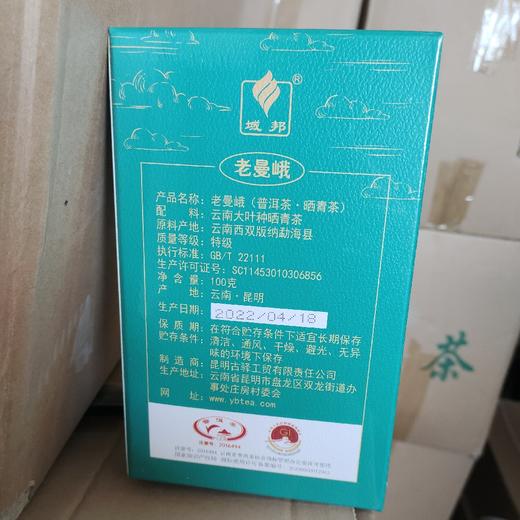 ®
城邦
老曼峨
产品名称：老曼峨（普洱茶·晒青茶）
配　　料：云南大叶种晒青茶
原料产地：云南西双版纳勐海县
质量等级：特级
执行标准：GB/T 22111
生产许可证号：SC11453010306856
净 含 量：100克
产　　地：云南·昆明
生产日期：2022/04/18
保 质 期：在符合贮存条件下适宜长期保存
贮存条件：清洁、通风、干燥、避光、无异
味的环境下保存
制 造 商：昆明古驿工贸有限责任公司
生产地址：云南省昆明市盘龙区双龙街道办
事处庄房村委会
网　　址：www.ybtea.com
普洱茶
注册号：2016494
GI
茶